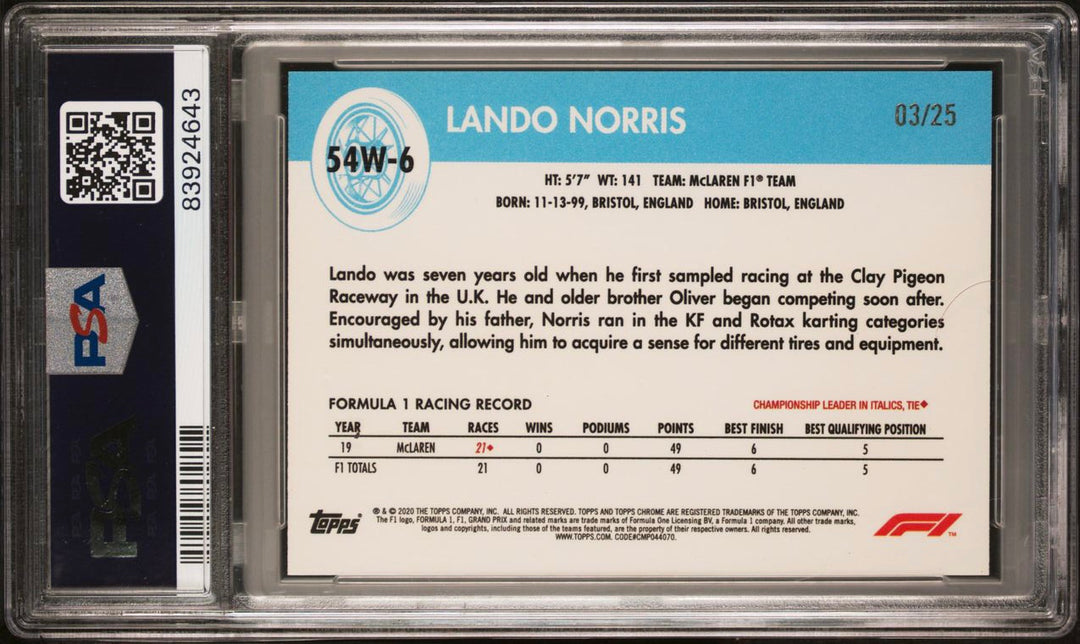 83924643
PSA
PSA
54W-6
LANDO NORRIS
03/25
HT: 5'7" WT: 141 TEAM: McLAREN F1® TEAM
BORN: 11-13-99, BRISTOL, ENGLAND HOME: BRISTOL, ENGLAND
Lando was seven years old when he first sampled racing at the Clay Pigeon
Raceway in the U.K. He and older brother Oliver began competing soon after.
Encouraged by his father, Norris ran in the KF and Rotax karting categories
simultaneously, allowing him to acquire a sense for different tires and equipment.
FORMULA 1 RACING RECORD
CHAMPIONSHIP LEADER IN ITALICS, TIE♦
YEAR TEAM RACES WINS PODIUMS POINTS BEST FINISH BEST QUALIFYING POSITION
19 McLAREN 21♦ 0 0 49 6 5
F1 TOTALS 21 0 0 49 6 5
Topps
® & © 2020 THE TOPPS COMPANY, INC. ALL RIGHTS RESERVED. TOPPS AND TOPPS CHROME ARE REGISTERED TRADEMARKS OF THE TOPPS COMPANY, INC.
The F1 logo, FORMULA 1, F1, GRAND PRIX and related marks are trade marks of Formula One Licensing BV, a Formula 1 company. All other trade marks,
logos and copyrights, including those of the teams featured, are the property of their respective owners. All rights reserved.
WWW.TOPPS.COM. CODE#CMP044070.
F1 ™